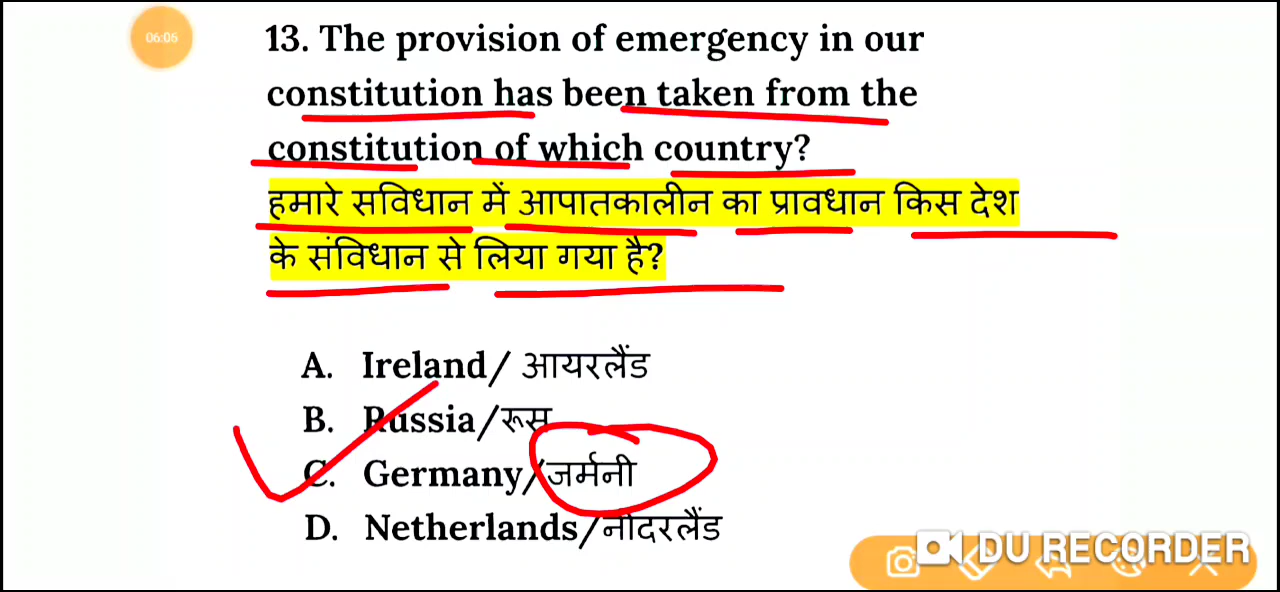 06:05
13. The provision of emergency in our
constitution has been taken from the
constitution of which country?
हमारे सविधान में आपातकालीन का प्रावधान किस देश
के संविधान से लिया गया है?
A. Ireland/ आयरलैंड
B. Russia/रूस
C. Germany/जर्मनी
D. Netherlands/नीदरलैंड
DU RECORDER